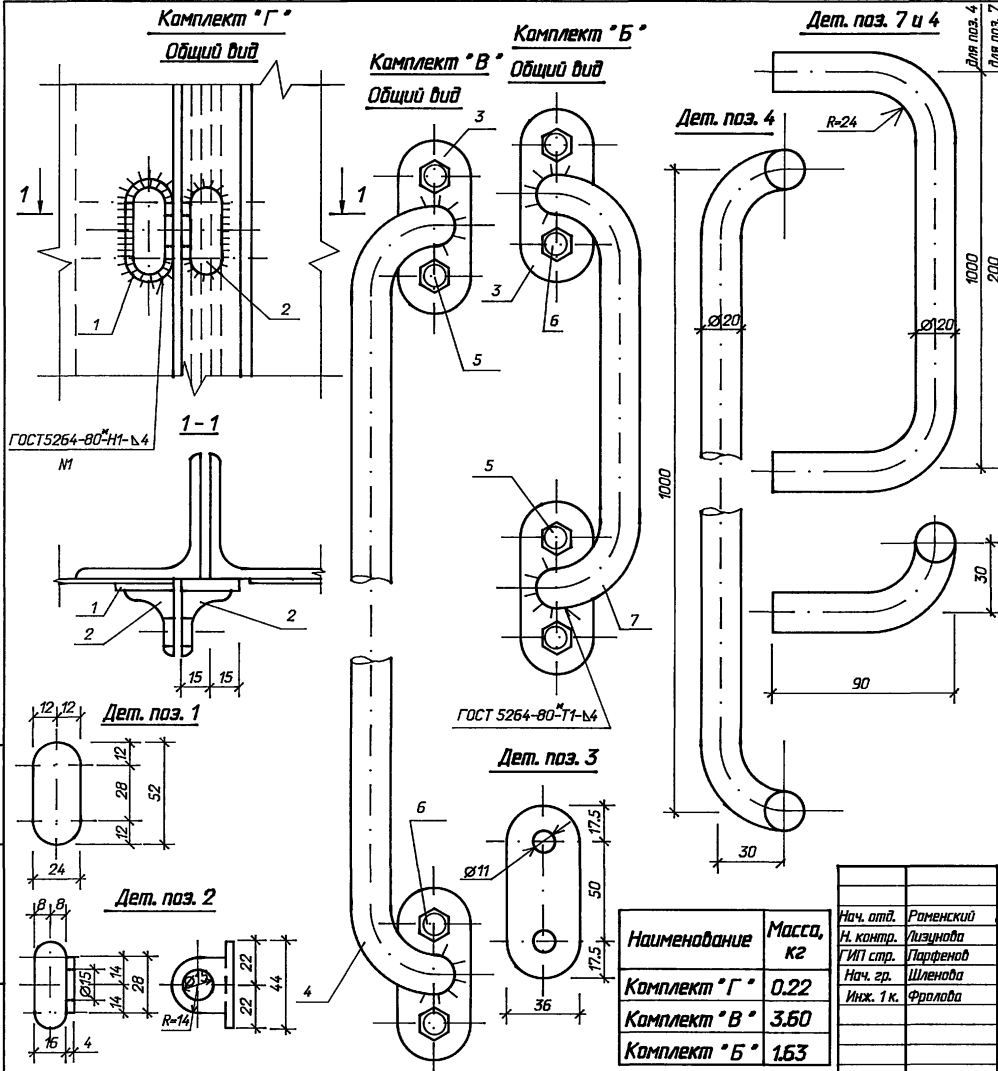 Комплект "Г"
Общий вид
Комплект "В"
Общий вид
Комплект "Б"
Общий вид
Дет. поз. 7 и 4
Для поз. 4
Для поз. 7
1000
200
R=24
Ø20
30
90
Дет. поз. 4
Ø20
1000
30
1
1
1
2
ГОСТ5264-80*Н1-⊿4
N1
1-1
1
2
2
15
15
3
5
6
4
3
3
6
5
7
ГОСТ 5264-80*-Т1-⊿4
Дет. поз. 1
12
12
12
28
12
52
24
Дет. поз. 2
8
8
Ø15
14
14
28
16
4
R=14
22
22
44
Дет. поз. 3
Ø11
17.5
50
17.5
36
Наименование
Масса, кг
Комплект "Г" 0.22
Комплект "В" 3.60
Комплект "Б" 1.63
Нач. отд. Раменский
Н. контр. Лизунова
ГИП стр. Парфенов
Нач. гр. Шленова
Инж. 1 к. Фролова